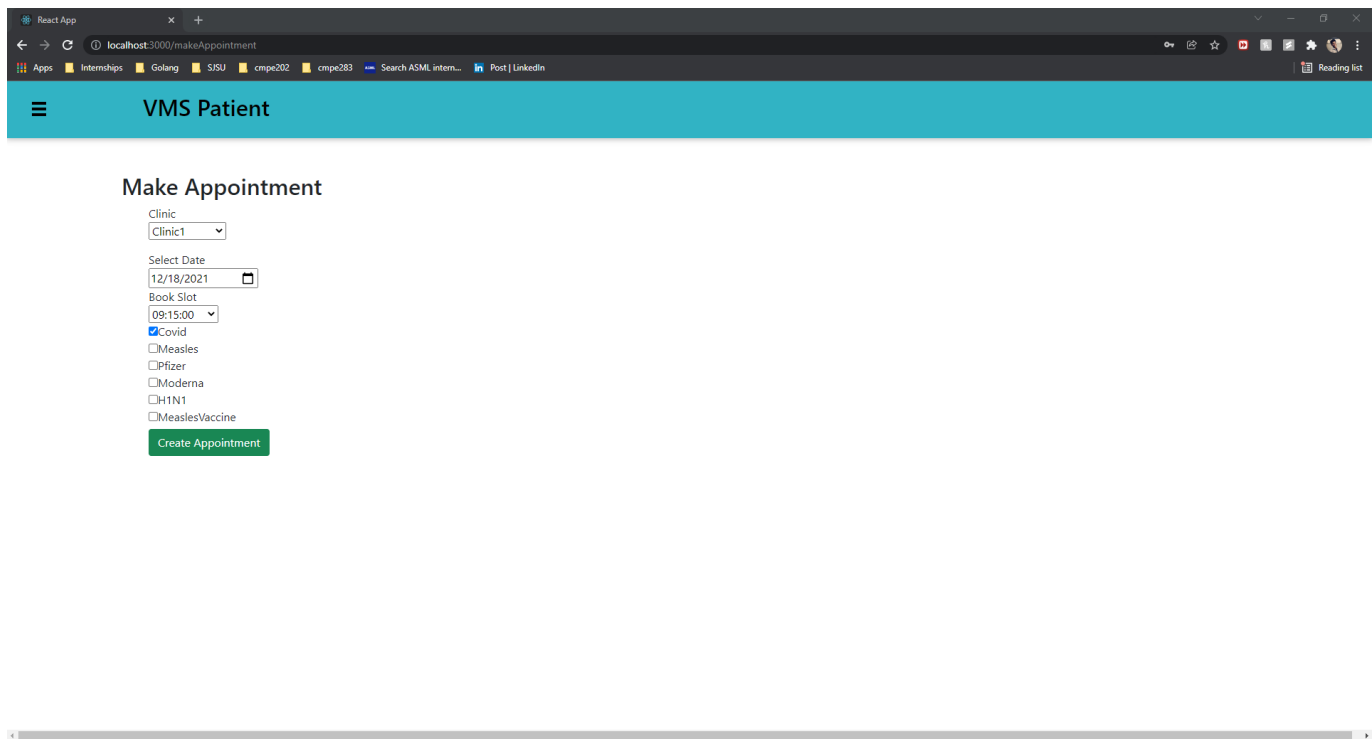 React App
localhost:3000/makeAppointment
Apps Internships Golang SJSU cmpe202 cmpe283 Search ASML intern... Post | LinkedIn Reading list
VMS Patient
Make Appointment
Clinic
Clinic1
Select Date
12/18/2021
Book Slot
09:15:00
Covid
Measles
Pfizer
Moderna
H1N1
MeaslesVaccine
Create Appointment